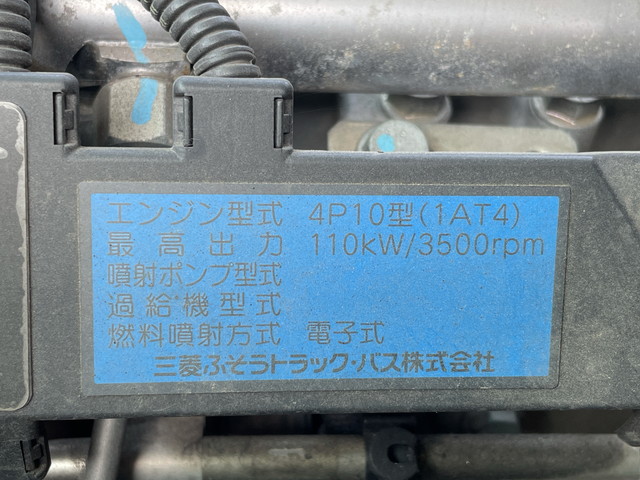 エンジン型式 4P10型(1AT4)
最高出力 110kW/3500rpm
噴射ポンプ型式
過給機型式
燃料噴射方式 電子式
三菱ふそうトラック・バス株式会社